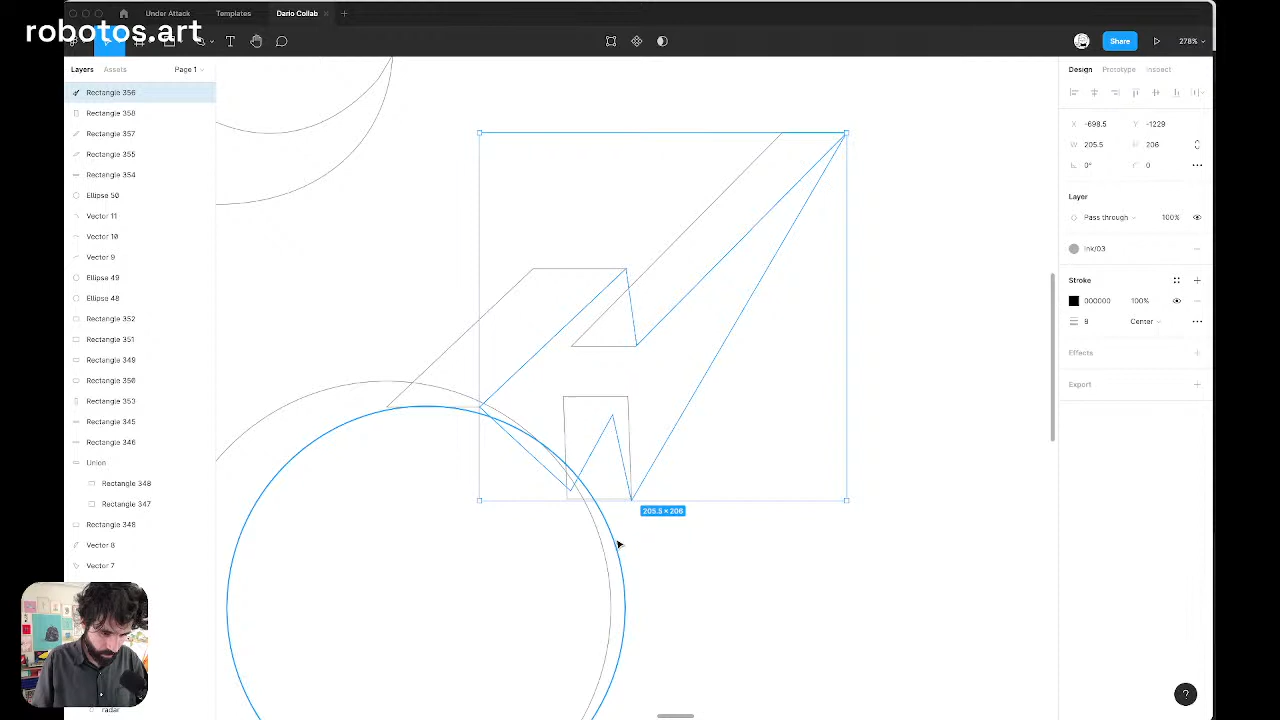 robotos.art
Under Attack
Templates
Dario Collab
Share
278%
Layers
Assets
Page 1
Design
Prototype
Inspect
Rectangle 356
Rectangle 358
Rectangle 357
Rectangle 355
Rectangle 354
Ellipse 50
Vector 11
Vector 10
Vector 9
Ellipse 49
Ellipse 48
Rectangle 352
Rectangle 351
Rectangle 349
Rectangle 350
Rectangle 353
Rectangle 345
Rectangle 346
Union
Rectangle 348
Rectangle 347
Rectangle 348
Vector 8
Vector 7
radar
205.5 × 206
X -698.5 Y -1229
W 205.5 H 206
0° 0
Layer
Pass through 100%
Ink/03
Stroke
000000 100%
8 Center
Effects
Export
?